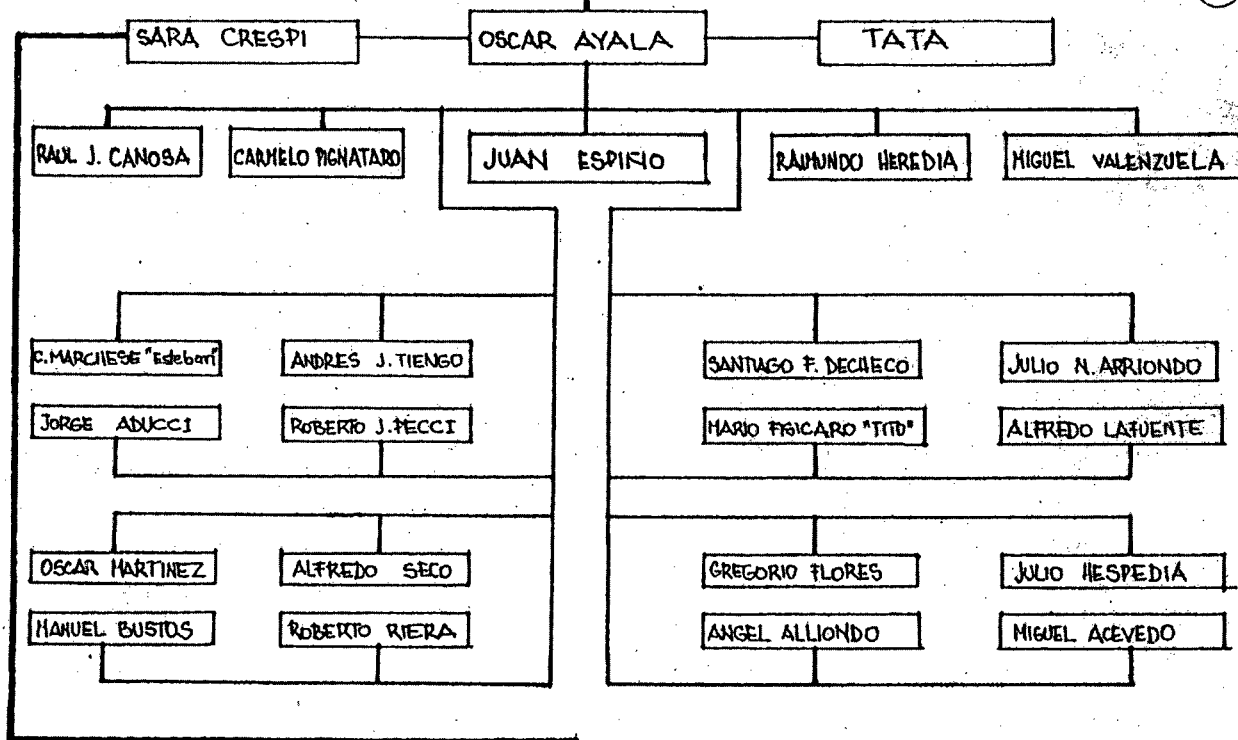 SARA CRESPI
OSCAR AYALA
TATA
RAUL J. CANOSA
CARMELO PIGNATARO
JUAN ESPIÑO
RAIMUNDO HEREDIA
MIGUEL VALENZUELA
C. MARCHESE "Esteban"
ANDRES J. TIENGO
SANTIAGO F. DECHECO
JULIO N. ARRIONDO
JORGE ADUCCI
ROBERTO J. PECCI
MARIO FIGICARO "TITO"
ALFREDO LAFUENTE
OSCAR MARTINEZ
ALFREDO SECO
GREGORIO FLORES
JULIO HESPEDIA
MANUEL BUSTOS
ROBERTO RIERA
ANGEL ALLIONDO
MIGUEL ACEVEDO